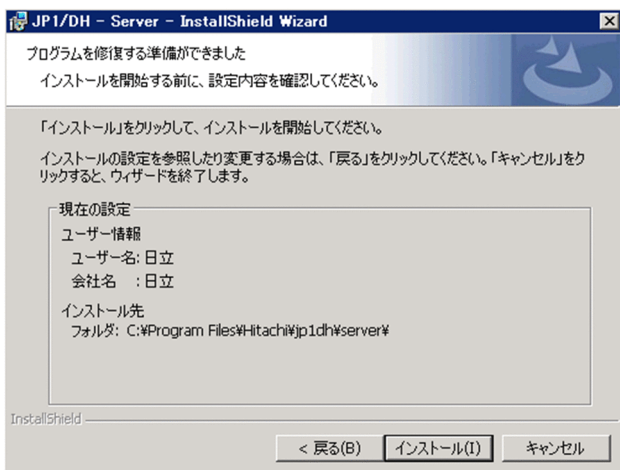 JP1/DH - Server - InstallShield Wizard
プログラムを修復する準備ができました
インストールを開始する前に、設定内容を確認してください。
「インストール」をクリックして、インストールを開始してください。
インストールの設定を参照したり変更する場合は、「戻る」をクリックしてください。「キャンセル」をク
リックすると、ウィザードを終了します。
現在の設定
ユーザー情報
ユーザー名: 日立
会社名 : 日立
インストール先
フォルダ: C:¥Program Files¥Hitachi¥jp1dh¥server¥
InstallShield
< 戻る(B) インストール(I) キャンセル